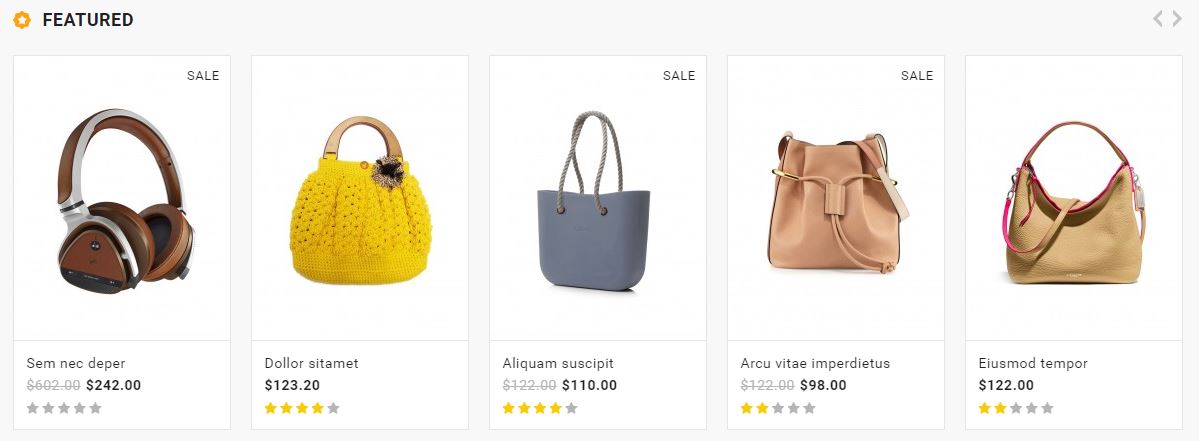 FEATURED
SALE
Sem nec deper
$602.00 $242.00
Dollor sitamet
$123.20
SALE
Aliquam suscipit
$122.00 $110.00
SALE
Arcu vitae imperdietus
$122.00 $98.00
Eiusmod tempor
$122.00